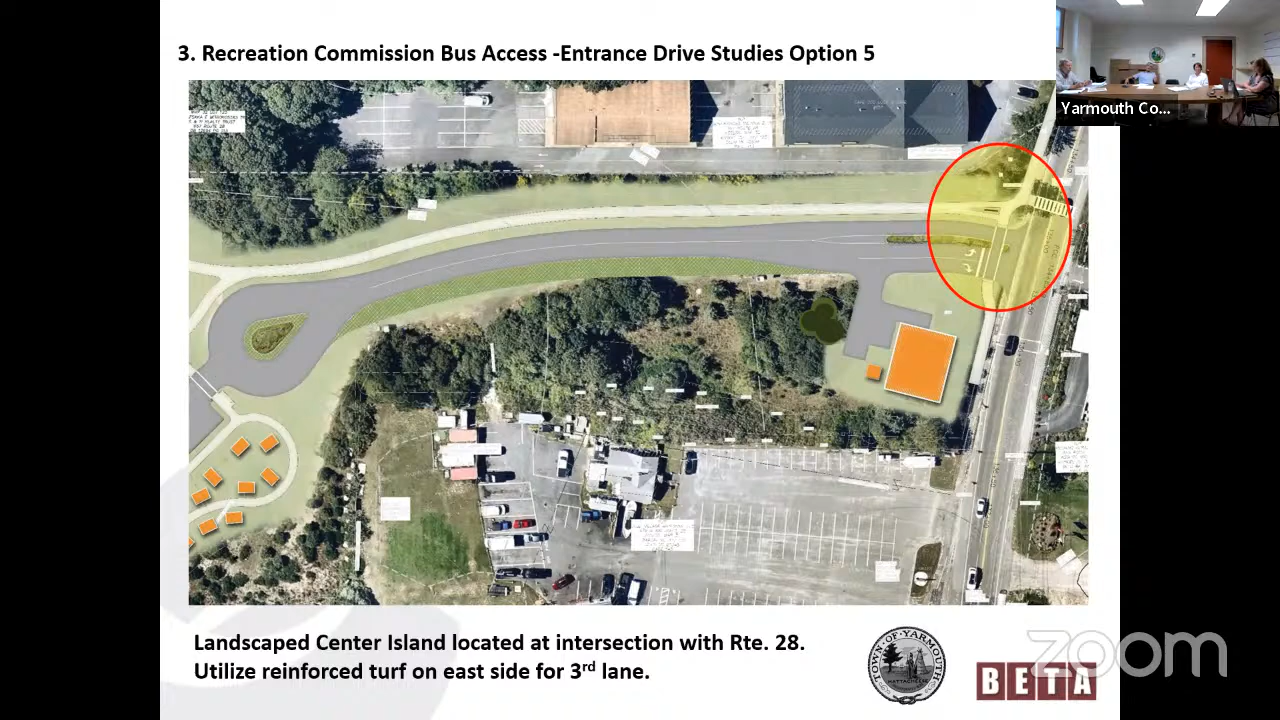 3. Recreation Commission Bus Access -Entrance Drive Studies Option 5
Yarmouth Co...
Landscaped Center Island located at intersection with Rte. 28.
Utilize reinforced turf on east side for 3rd lane.
TOWN OF YARMOUTH
MATTACHEESE
BETA
zoom